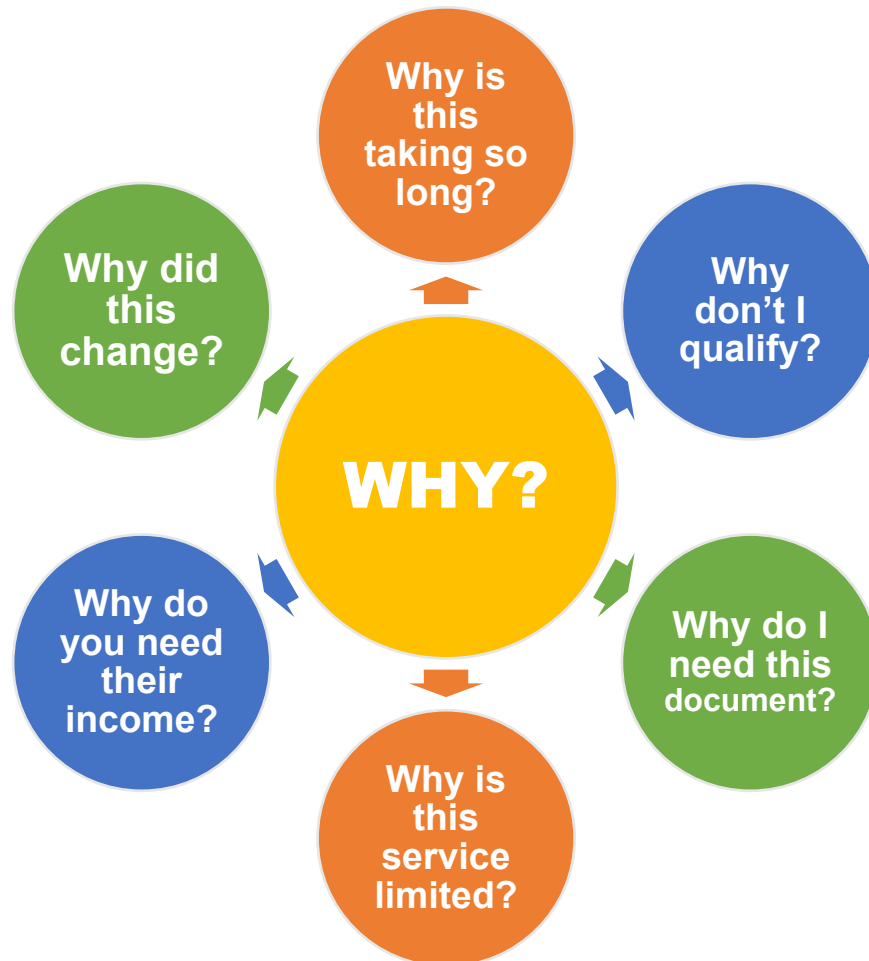 Why is
this
taking so
long?
Why did
this
change?
Why
don’t I
qualify?
WHY?
Why do
you need
their
income?
Why do I
need this
document?
Why is
this
service
limited?